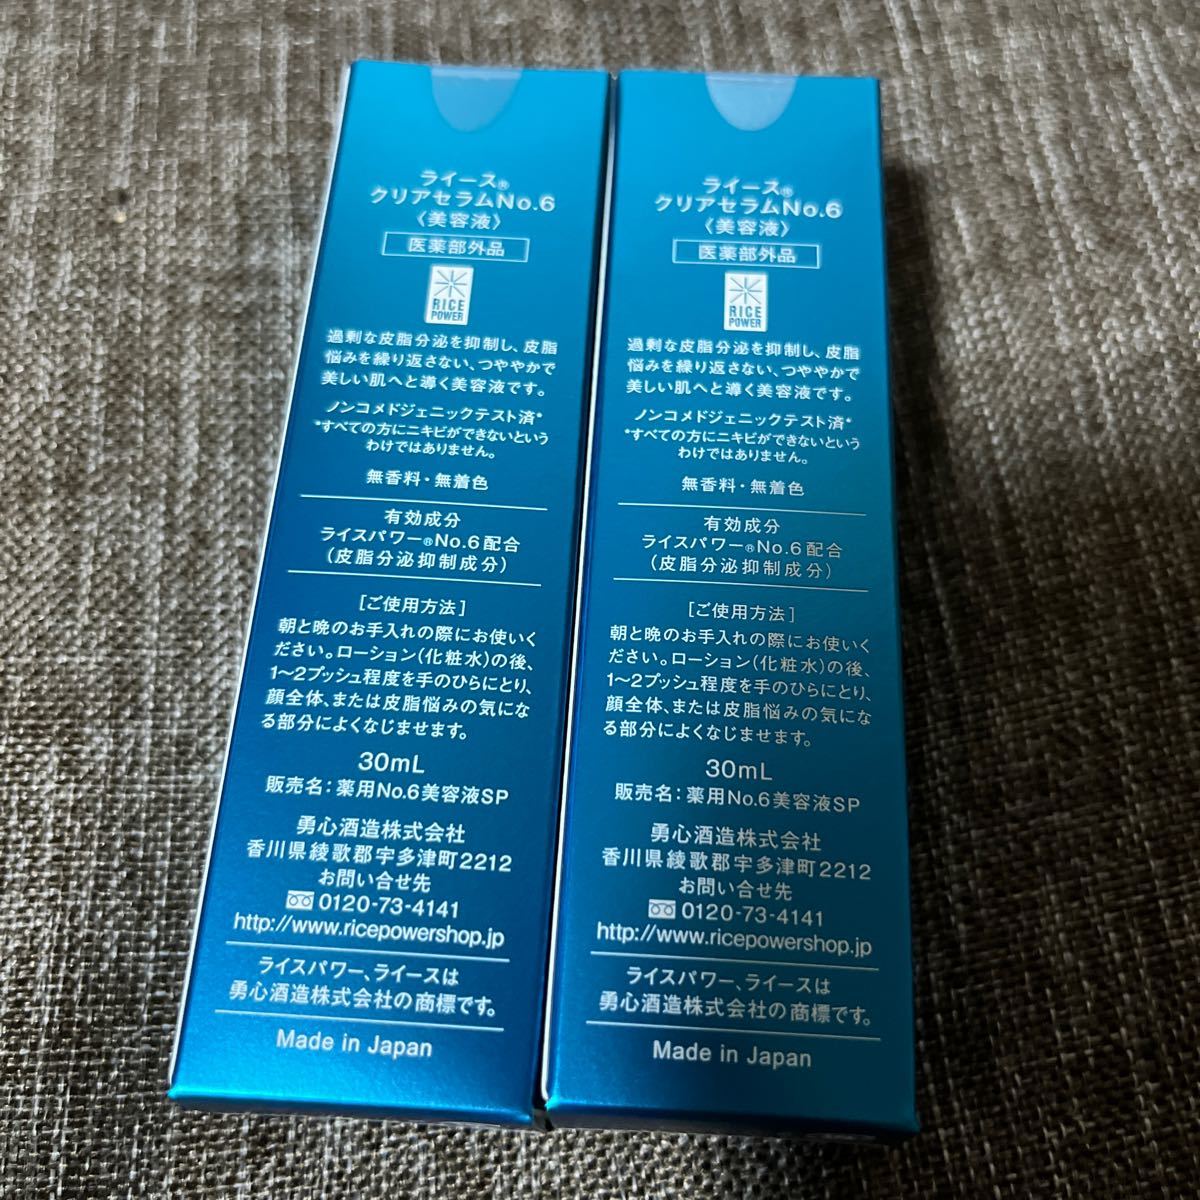 ライース®
クリアセラムNo.6
〈美容液〉
医薬部外品
RICE
POWER
過剰な皮脂分泌を抑制し、皮脂
悩みを繰り返さない、つややかで
美しい肌へと導く美容液です。
ノンコメドジェニックテスト済*
*すべての方にニキビができないという
わけではありません。
無香料・無着色
有効成分
ライスパワー®No.6配合
(皮脂分泌抑制成分)
[ご使用方法]
朝と晩のお手入れの際にお使いく
ださい。ローション(化粧水)の後、
1〜2プッシュ程度を手のひらにとり、
顔全体、または皮脂悩みの気にな
る部分によくなじませます。
30mL
販売名:薬用No.6美容液SP
勇心酒造株式会社
香川県綾歌郡宇多津町2212
お問い合せ先
0120-73-4141
http://www.ricepowershop.jp
ライスパワー、ライースは
勇心酒造株式会社の商標です。
Made in Japan
ライース®
クリアセラムNo.6
〈美容液〉
医薬部外品
RICE
POWER
過剰な皮脂分泌を抑制し、皮脂
悩みを繰り返さない、つややかで
美しい肌へと導く美容液です。
ノンコメドジェニックテスト済*
*すべての方にニキビができないという
わけではありません。
無香料・無着色
有効成分
ライスパワー®No.6配合
(皮脂分泌抑制成分)
[ご使用方法]
朝と晩のお手入れの際にお使いく
ださい。ローション(化粧水)の後、
1〜2プッシュ程度を手のひらにとり、
顔全体、または皮脂悩みの気にな
る部分によくなじませます。
30mL
販売名:薬用No.6美容液SP
勇心酒造株式会社
香川県綾歌郡宇多津町2212
お問い合せ先
0120-73-4141
http://www.ricepowershop.jp
ライスパワー、ライースは
勇心酒造株式会社の商標です。
Made in Japan